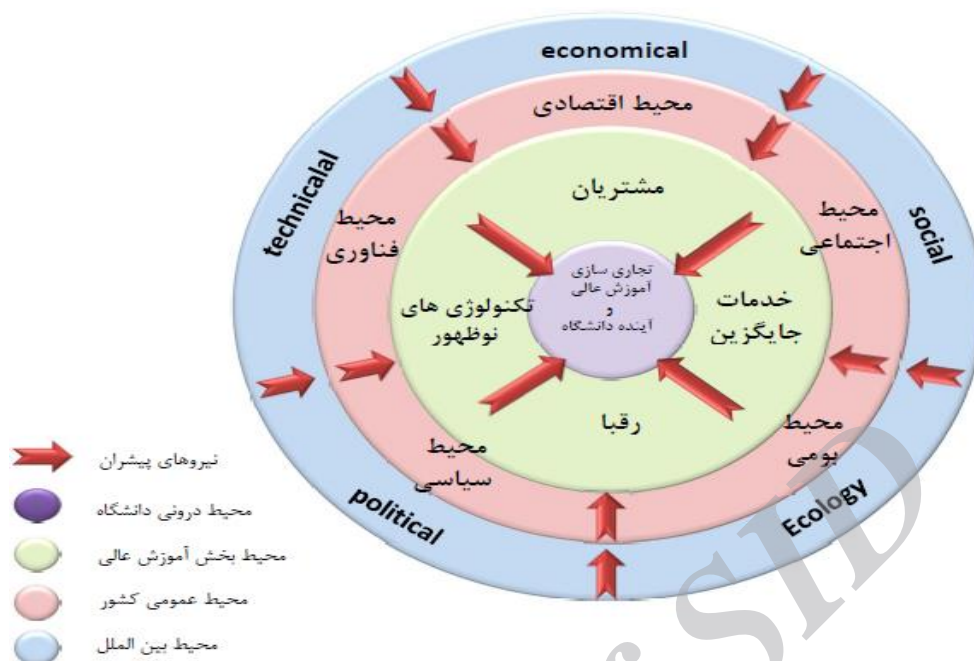 economical
محیط اقتصادی
مشتریان
technicalal
محیط
فناوری
محیط
اجتماعی
social
تجاری سازی
آموزش عالی
و
آینده دانشگاه
تکنولوژی های
نوظهور
خدمات
جایگزین
رقبا
محیط
سیاسی
محیط
بومی
political
Ecology
نیروهای پیشران
محیط درونی دانشگاه
محیط بخش آموزش عالی
محیط عمومی کشور
محیط بین الملل
of SID